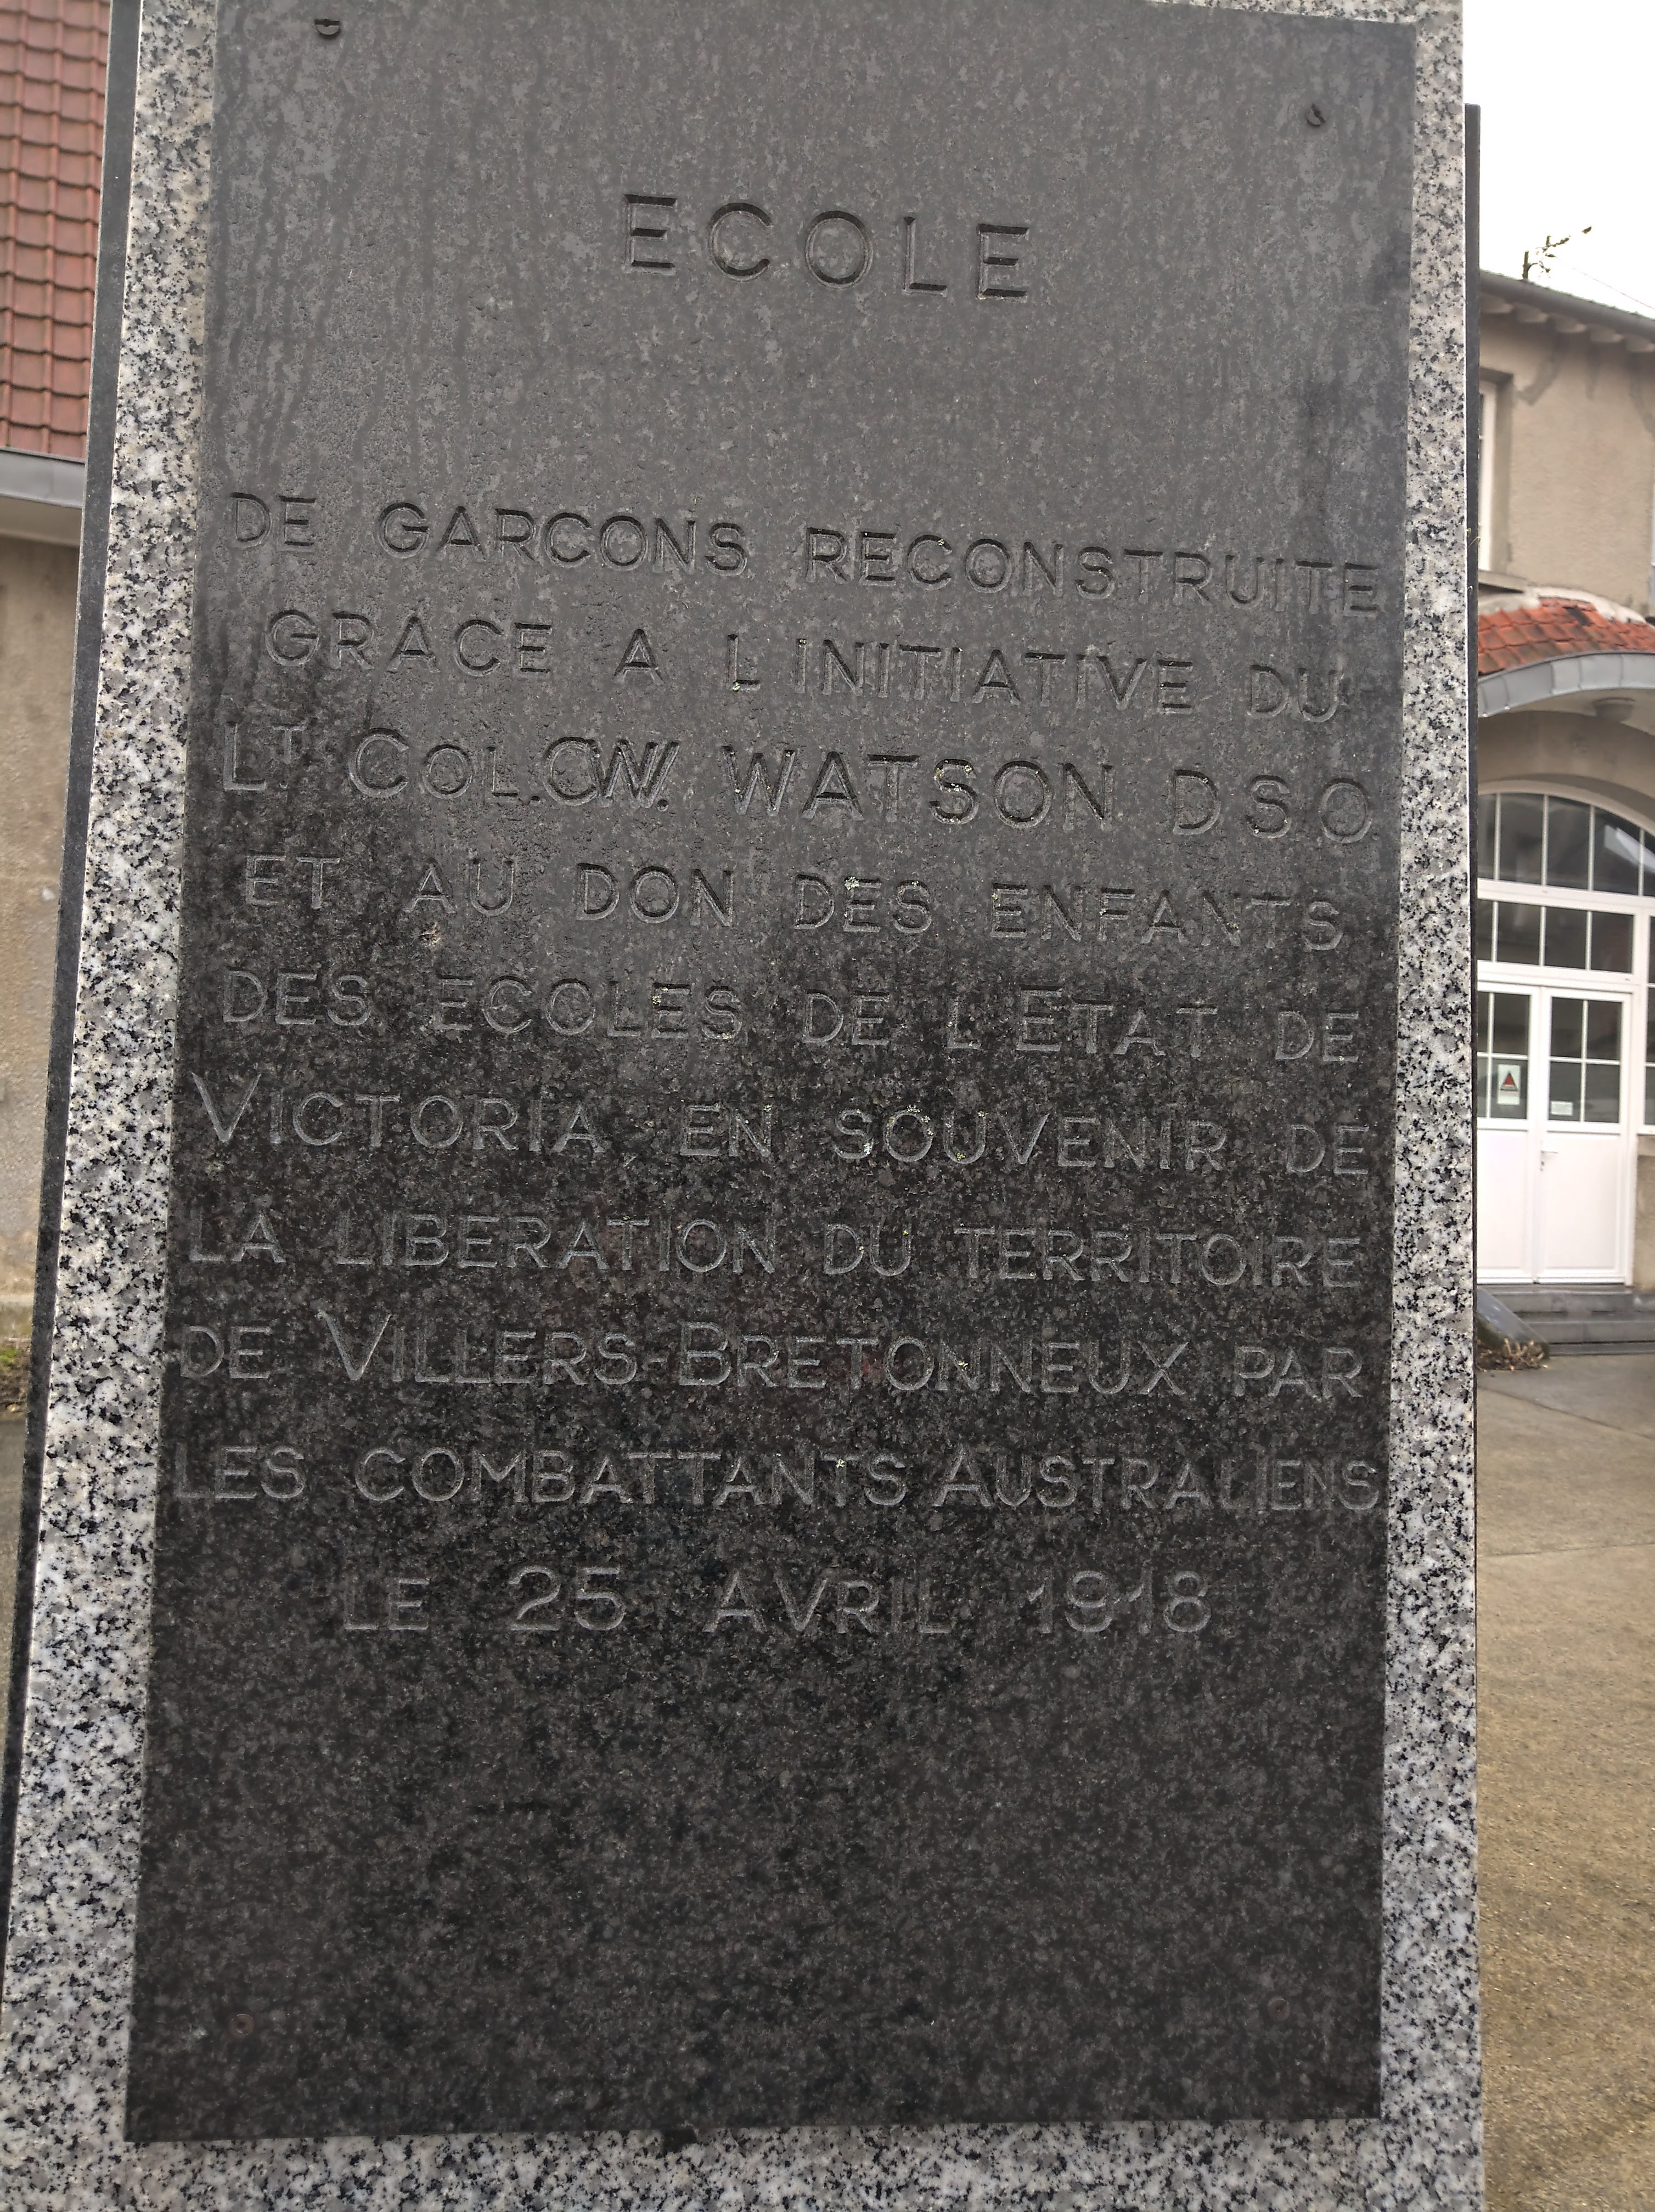 ECOLE
DE GARCONS RECONSTRUITE
GRACE A L INITIATIVE DU
LT COL.C.W. WATSON DSO
ET AU DON DES ENFANTS
DES ECOLES DE L'ETAT DE
VICTORIA, EN SOUVENIR DE
LA LIBERATION DU TERRITOIRE
DE VILLERS-BRETONNEUX PAR
LES COMBATTANTS AUSTRALIENS
LE 25 AVRIL 1918